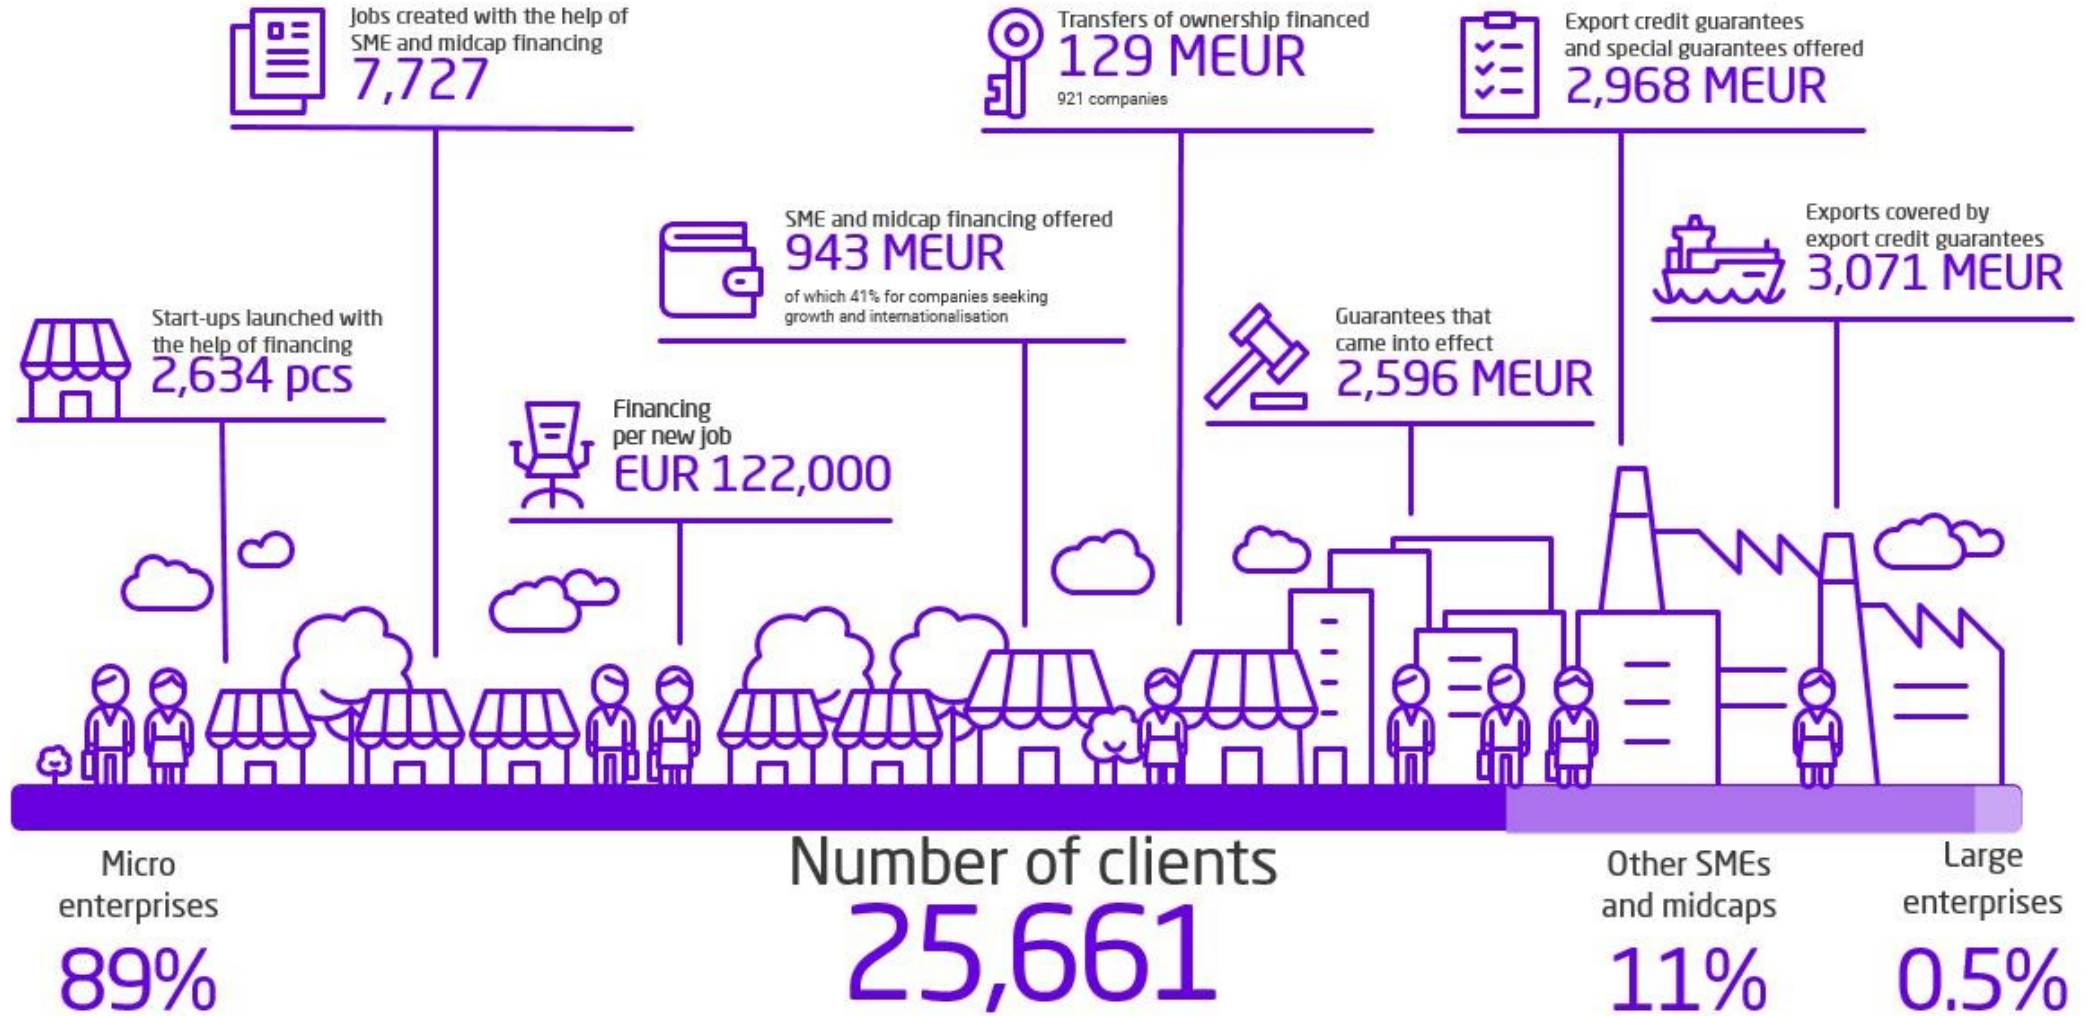 Jobs created with the help of
SME and midcap financing
7,727
Transfers of ownership financed
129 MEUR
921 companies
Export credit guarantees
and special guarantees offered
2,968 MEUR
SME and midcap financing offered
943 MEUR
of which 41% for companies seeking
growth and internationalisation
Exports covered by
export credit guarantees
3,071 MEUR
Start-ups launched with
the help of financing
2,634 pcs
Guarantees that
came into effect
2,596 MEUR
Financing
per new job
EUR 122,000
Micro
enterprises
89%
Number of clients
25,661
Other SMEs
and midcaps
11%
Large
enterprises
0.5%